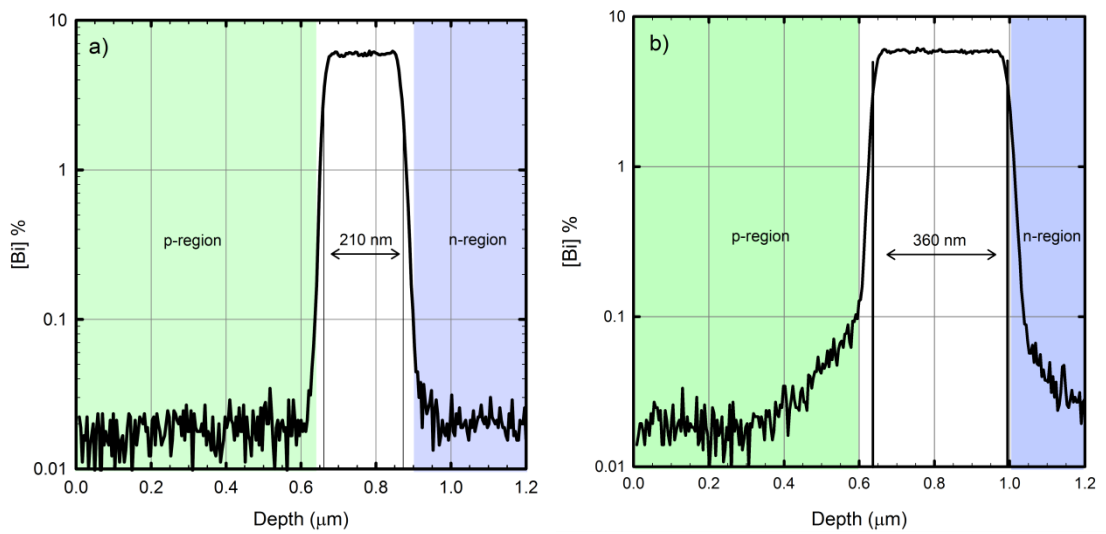 a)
10
1
0.1
0.01
[Bi] %
p-region
210 nm
n-region
0.0 0.2 0.4 0.6 0.8 1.0 1.2
Depth (μm)
b)
10
1
0.1
0.01
[Bi] %
p-region
360 nm
n-region
0.0 0.2 0.4 0.6 0.8 1.0 1.2
Depth (μm)